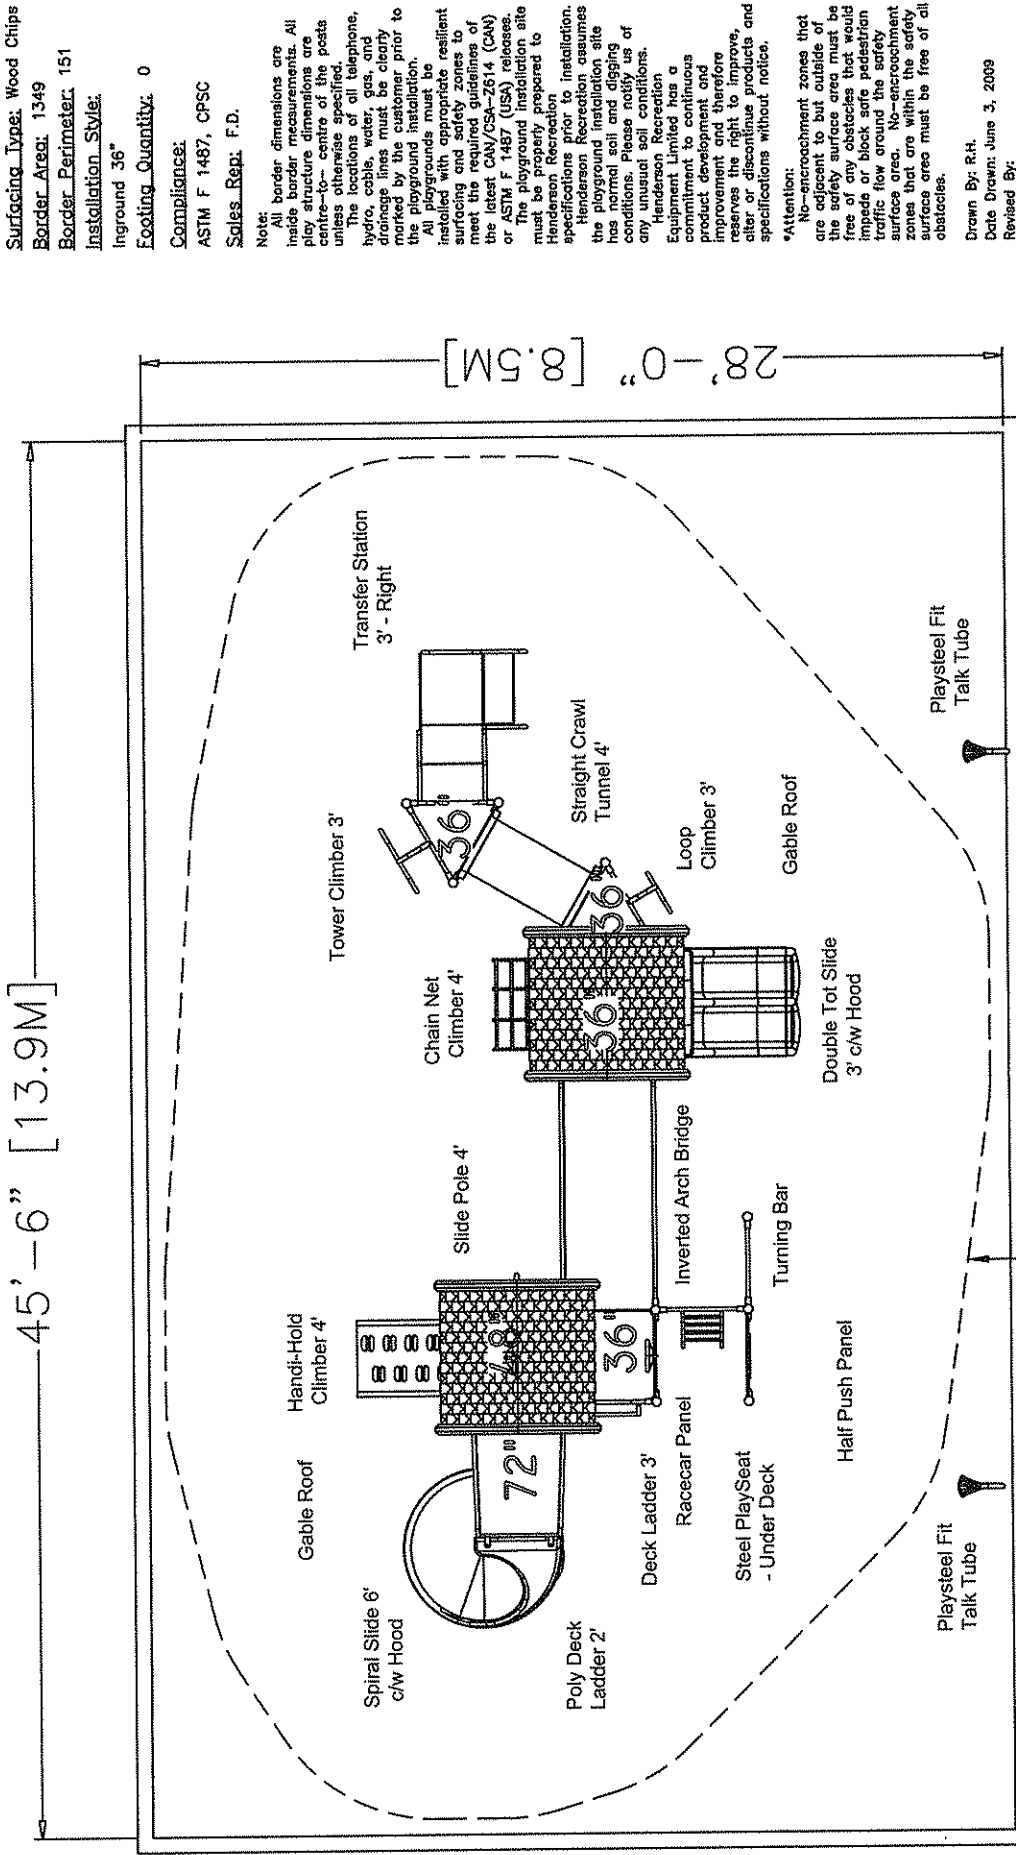 Surfacing Type: Wood Chips
Border Area: 1349
Border Perimeter: 151
Installation Style:
Inground 36"
Footing Quantity: 0
Compliance:
ASTM F 1487, CPSC
Sales Rep: F.D.
Note:
All border dimensions are
inside border measurements. All
play structure dimensions are
centre-to- centre of the posts
unless otherwise specified.
The locations of all telephone,
hydro, cable, water, gas, and
drainage lines must be clearly
marked by the customer prior to
the playground installation.
All playgrounds must be
installed with appropriate resilient
surfacing and safety zones to
meet the required guidelines of
the latest CAN/CSA-Z614 (CAN)
or ASTM F 1487 (USA) releases.
The playground installation site
must be properly prepared to
Henderson Recreation
specifications prior to installation.
Henderson Recreation assumes
the playground installation site
has normal soil and digging
conditions. Please notify us of
any unusual soil conditions.
Henderson Recreation
Equipment Limited has a
commitment to continuous
product development and
improvement and therefore
reserves the right to improve,
alter or discontinue products and
specifications without notice.
*Attention:
No-encroachment zones that
are adjacent to but outside of
the safety surface area must be
free of any obstacles that would
impede or block safe pedestrian
traffic flow around the safety
surface area. No-encroachment
zones that are within the safety
surface area must be free of all
obstacles.
Drawn By: R.H.
Date Drawn: June 3, 2009
Revised By:
45'-6" [13.9M]
28'-0" [8.5M]
Transfer Station
3' - Right
Tower Climber 3'
36"
Straight Crawl
Tunnel 4'
Chain Net
Climber 4'
36"
36"
Loop
Climber 3'
Gable Roof
Slide Pole 4'
Double Tot Slide
3' c/w Hood
Inverted Arch Bridge
Turning Bar
Handi-Hold
Climber 4'
48"
36"
Gable Roof
72"
Deck Ladder 3'
Racecar Panel
Steel PlaySeat
- Under Deck
Half Push Panel
Spiral Slide 6'
c/w Hood
Poly Deck
Ladder 2'
Playsteel Fit
Talk Tube
Playsteel Fit
Talk Tube